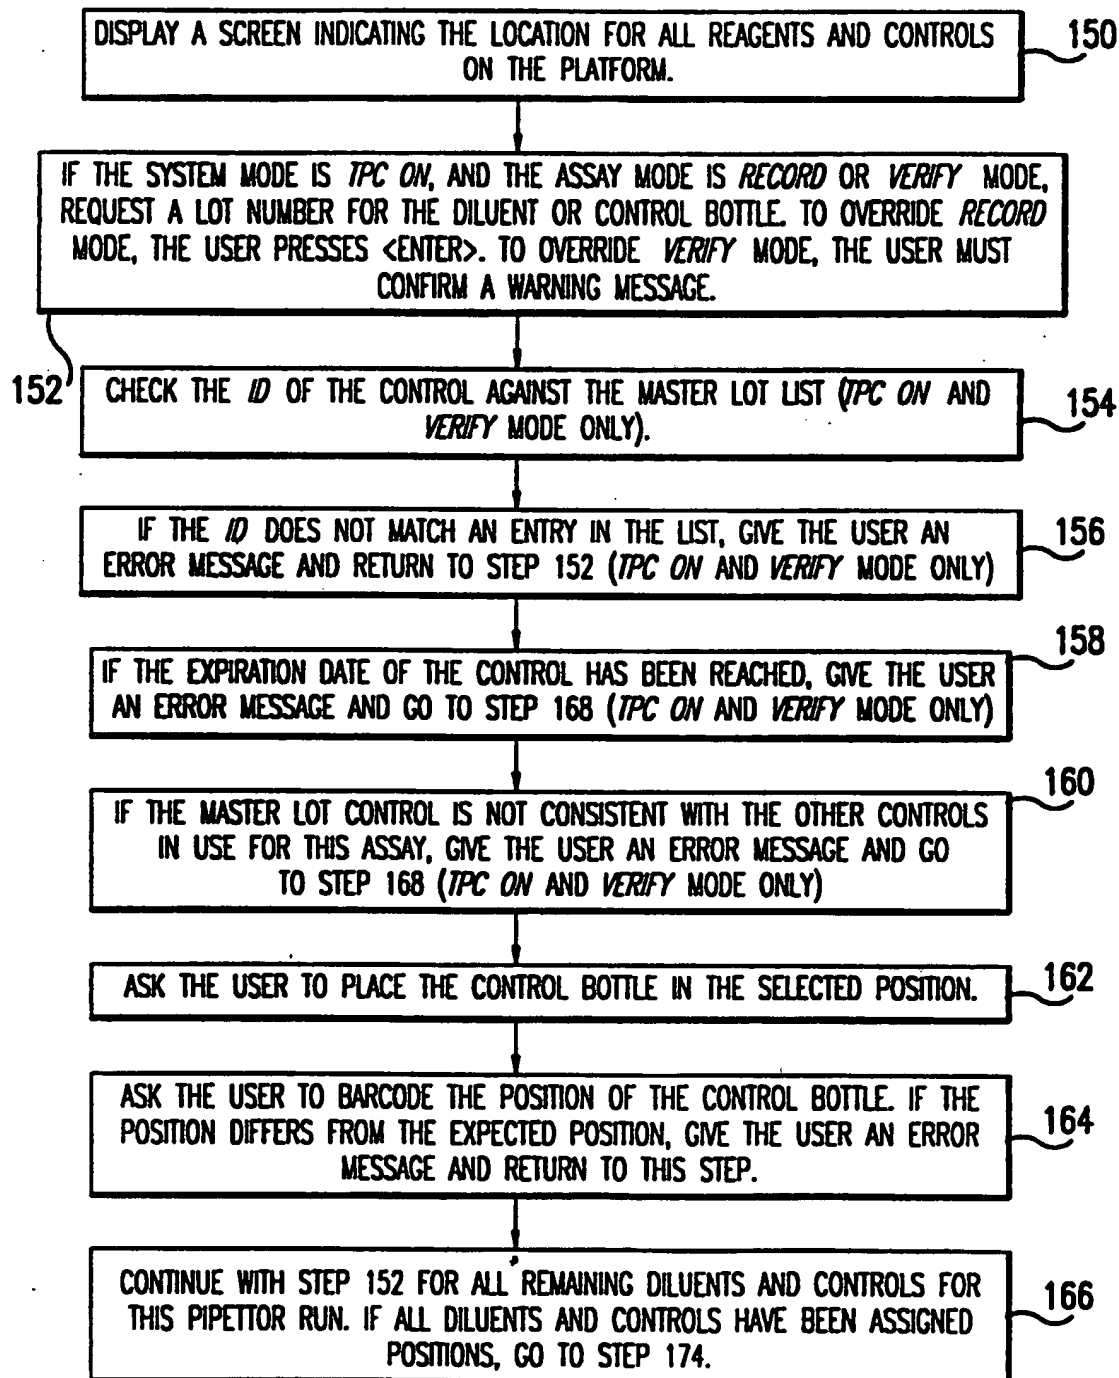 DISPLAY A SCREEN INDICATING THE LOCATION FOR ALL REAGENTS AND CONTROLS
ON THE PLATFORM.
150
IF THE SYSTEM MODE IS TPC ON, AND THE ASSAY MODE IS RECORD OR VERIFY MODE,
REQUEST A LOT NUMBER FOR THE DILUENT OR CONTROL BOTTLE. TO OVERRIDE RECORD
MODE, THE USER PRESSES <ENTER>. TO OVERRIDE VERIFY MODE, THE USER MUST
CONFIRM A WARNING MESSAGE.
152
CHECK THE ID OF THE CONTROL AGAINST THE MASTER LOT LIST (TPC ON AND
VERIFY MODE ONLY).
154
IF THE ID DOES NOT MATCH AN ENTRY IN THE LIST, GIVE THE USER AN
ERROR MESSAGE AND RETURN TO STEP 152 (TPC ON AND VERIFY MODE ONLY)
156
IF THE EXPIRATION DATE OF THE CONTROL HAS BEEN REACHED, GIVE THE USER
AN ERROR MESSAGE AND GO TO STEP 168 (TPC ON AND VERIFY MODE ONLY)
158
IF THE MASTER LOT CONTROL IS NOT CONSISTENT WITH THE OTHER CONTROLS
IN USE FOR THIS ASSAY, GIVE THE USER AN ERROR MESSAGE AND GO
TO STEP 168 (TPC ON AND VERIFY MODE ONLY)
160
ASK THE USER TO PLACE THE CONTROL BOTTLE IN THE SELECTED POSITION.
162
ASK THE USER TO BARCODE THE POSITION OF THE CONTROL BOTTLE. IF THE
POSITION DIFFERS FROM THE EXPECTED POSITION, GIVE THE USER AN ERROR
MESSAGE AND RETURN TO THIS STEP.
164
CONTINUE WITH STEP 152 FOR ALL REMAINING DILUENTS AND CONTROLS FOR
THIS PIPETTOR RUN. IF ALL DILUENTS AND CONTROLS HAVE BEEN ASSIGNED
POSITIONS, GO TO STEP 174.
166